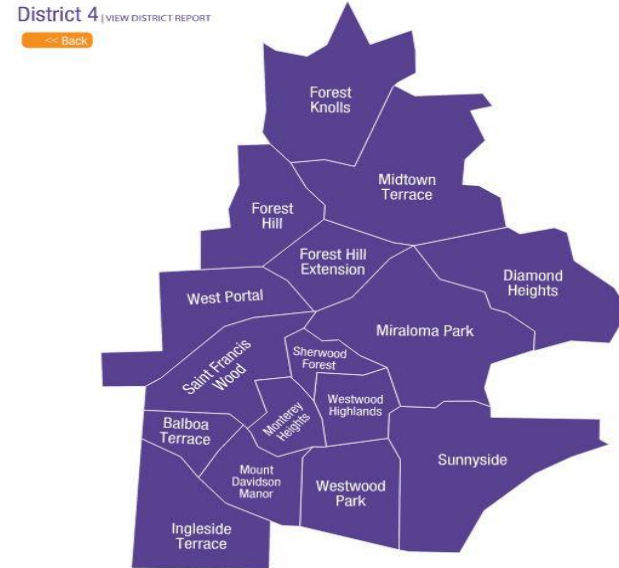 District 4 | VIEW DISTRICT REPORT
<< Back
Forest
Knolls
Midtown
Terrace
Forest
Hill
Forest Hill
Extension
Diamond
Heights
West Portal
Miraloma Park
Saint Francis
Wood
Sherwood
Forest
Westwood
Highlands
Monterey
Heights
Balboa
Terrace
Mount
Davidson
Manor
Westwood
Park
Sunnyside
Ingleside
Terrace